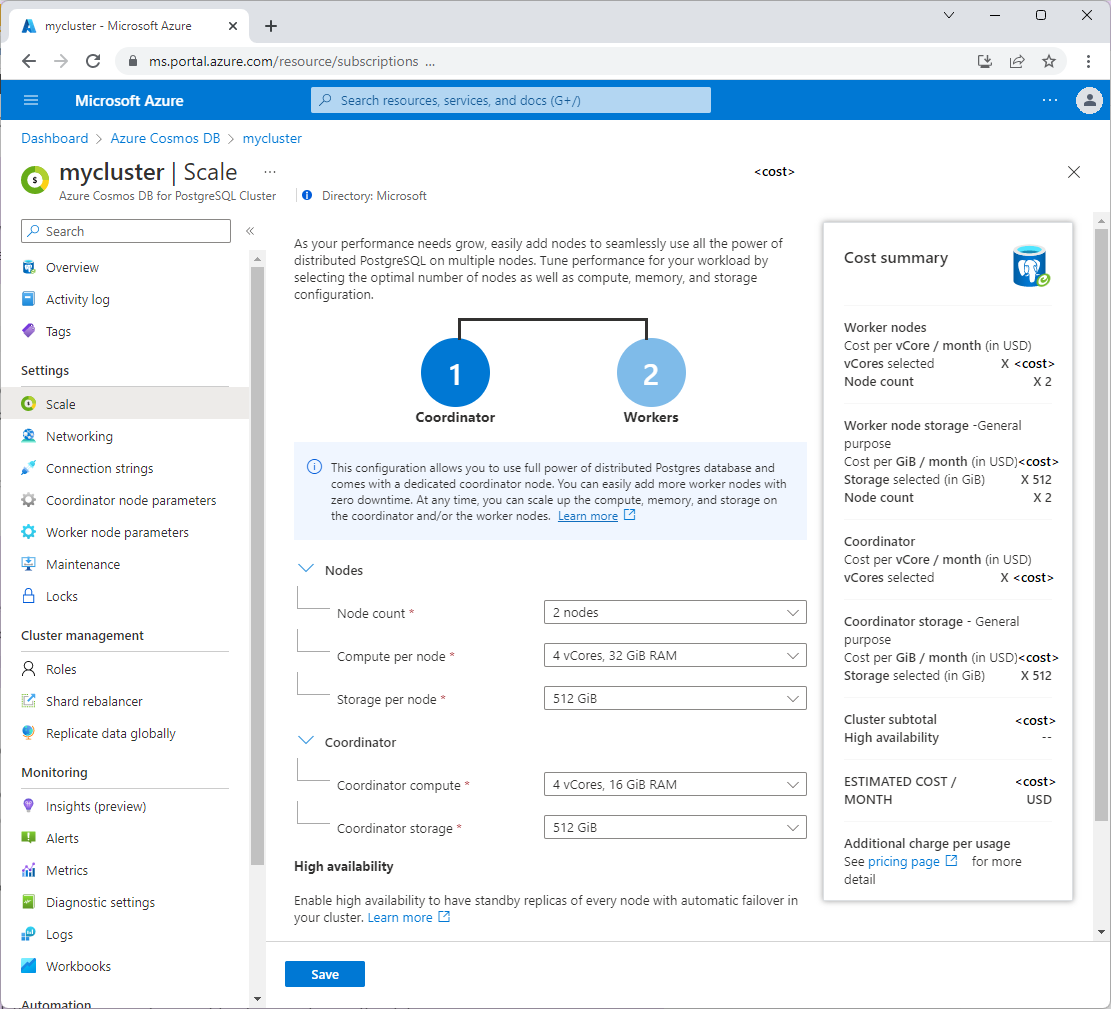 mycluster - Microsoft Azure
ms.portal.azure.com/resource/subscriptions ...
Microsoft Azure
Search resources, services, and docs (G+/)
Dashboard > Azure Cosmos DB > mycluster
mycluster | Scale ...
<cost>
Azure Cosmos DB for PostgreSQL Cluster
Directory: Microsoft
Search
Overview
Activity log
Tags
Settings
Scale
Networking
Connection strings
Coordinator node parameters
Worker node parameters
Maintenance
Locks
Cluster management
Roles
Shard rebalancer
Replicate data globally
Monitoring
Insights (preview)
Alerts
Metrics
Diagnostic settings
Logs
Workbooks
Automation
As your performance needs grow, easily add nodes to seamlessly use all the power of
distributed PostgreSQL on multiple nodes. Tune performance for your workload by
selecting the optimal number of nodes as well as compute, memory, and storage
configuration.
1
2
Coordinator
Workers
This configuration allows you to use full power of distributed Postgres database and
comes with a dedicated coordinator node. You can easily add more worker nodes with
zero downtime. At any time, you can scale up the compute, memory, and storage on
the coordinator and/or the worker nodes. Learn more
Nodes
Node count *
2 nodes
Compute per node *
4 vCores, 32 GiB RAM
Storage per node *
512 GiB
Coordinator
Coordinator compute *
4 vCores, 16 GiB RAM
Coordinator storage *
512 GiB
High availability
Enable high availability to have standby replicas of every node with automatic failover in
your cluster. Learn more
Save
Cost summary
Worker nodes
Cost per vCore / month (in USD)
vCores selected X <cost>
Node count X 2
Worker node storage -General
purpose
Cost per GiB / month (in USD)<cost>
Storage selected (in GiB) X 512
Node count X 2
Coordinator
Cost per vCore / month (in USD)
vCores selected X <cost>
Coordinator storage - General
purpose
Cost per GiB / month (in USD)<cost>
Storage selected (in GiB) X 512
Cluster subtotal <cost>
High availability --
ESTIMATED COST / <cost>
MONTH USD
Additional charge per usage
See pricing page for more
detail